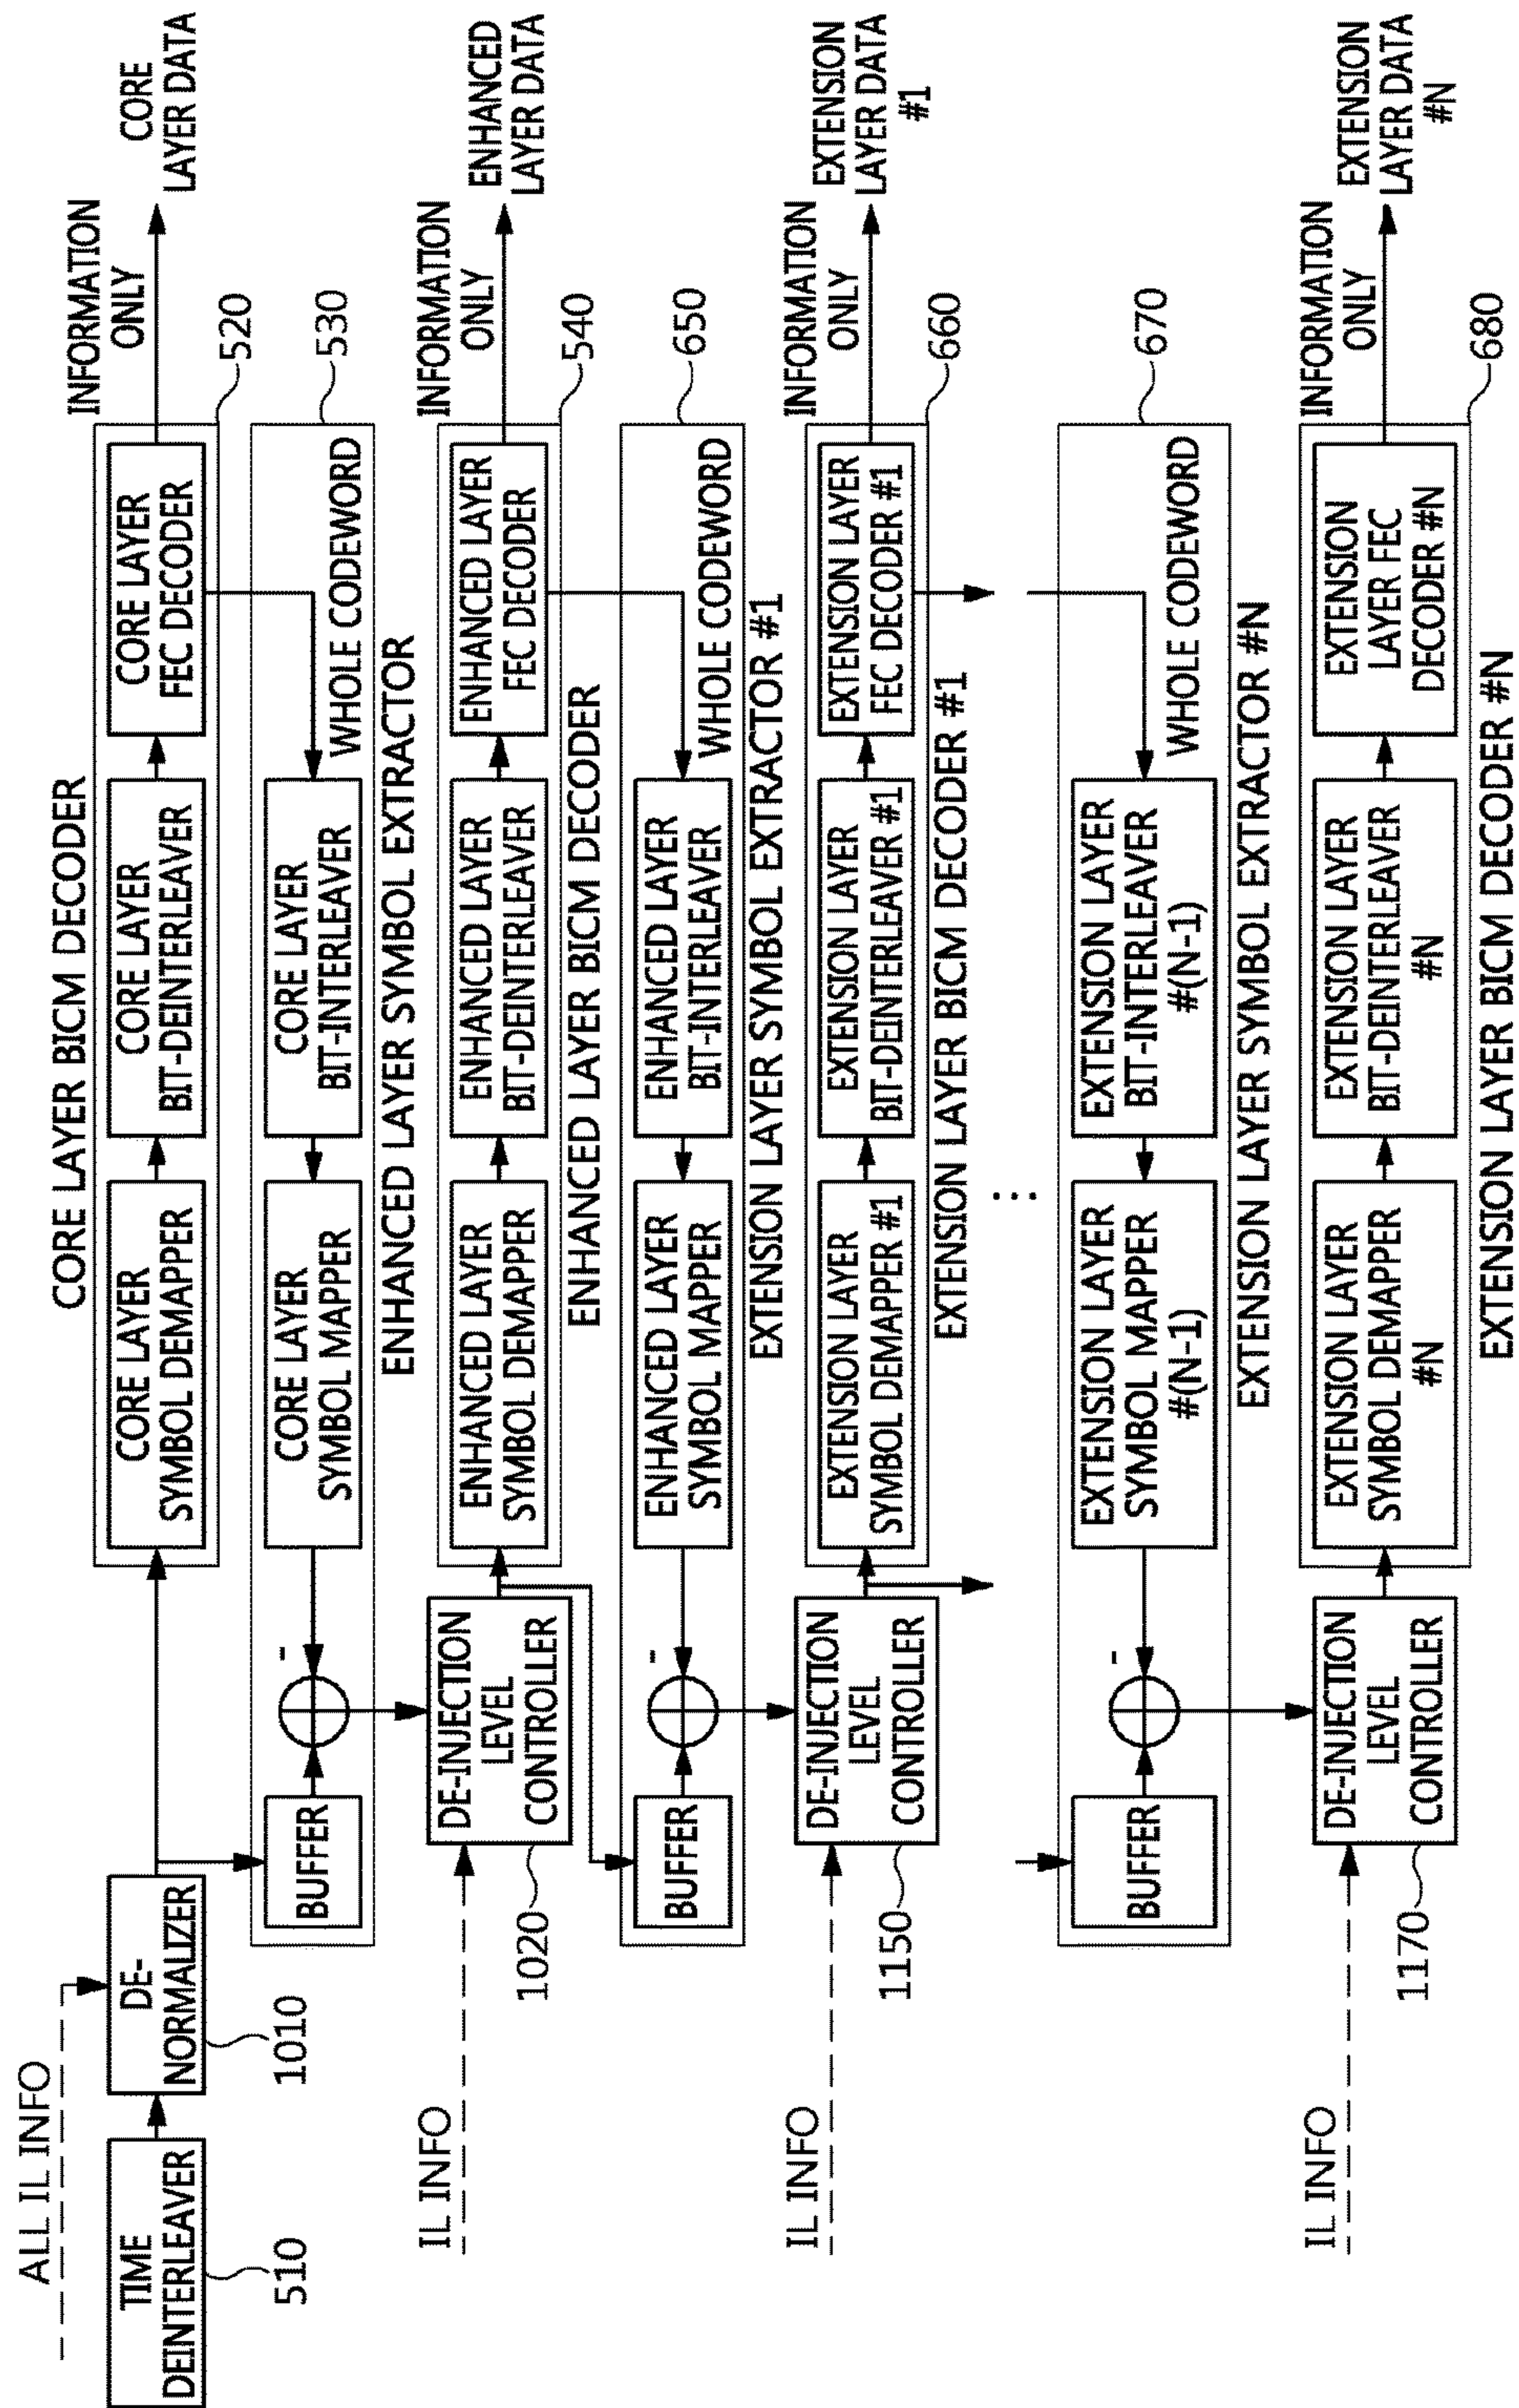 ALL IL INFO
TIME
DEINTERLEAVER
510
DE-
NORMALIZER
1010
CORE LAYER BICM DECODER
CORE LAYER
SYMBOL DEMAPPER
CORE LAYER
BIT-DEINTERLEAVER
CORE LAYER
FEC DECODER
INFORMATION
ONLY
CORE
LAYER DATA
520
BUFFER
-
CORE LAYER
SYMBOL MAPPER
CORE LAYER
BIT-INTERLEAVER
WHOLE CODEWORD
530
ENHANCED LAYER SYMBOL EXTRACTOR
IL INFO
DE-INJECTION
LEVEL
CONTROLLER
1020
ENHANCED LAYER
SYMBOL DEMAPPER
ENHANCED LAYER
BIT-DEINTERLEAVER
ENHANCED LAYER
FEC DECODER
INFORMATION
ONLY
ENHANCED
LAYER DATA
540
ENHANCED LAYER BICM DECODER
BUFFER
-
ENHANCED LAYER
SYMBOL MAPPER
ENHANCED LAYER
BIT-INTERLEAVER
WHOLE CODEWORD
650
EXTENSION LAYER SYMBOL EXTRACTOR #1
IL INFO
DE-INJECTION
LEVEL
CONTROLLER
1150
EXTENSION LAYER
SYMBOL DEMAPPER #1
EXTENSION LAYER
BIT-DEINTERLEAVER #1
EXTENSION LAYER
FEC DECODER #1
INFORMATION
ONLY
EXTENSION
LAYER DATA
#1
660
EXTENSION LAYER BICM DECODER #1
...
BUFFER
-
EXTENSION LAYER
SYMBOL MAPPER
#(N-1)
EXTENSION LAYER
BIT-INTERLEAVER
#(N-1)
WHOLE CODEWORD
670
EXTENSION LAYER SYMBOL EXTRACTOR #N
IL INFO
DE-INJECTION
LEVEL
CONTROLLER
1170
EXTENSION LAYER
SYMBOL DEMAPPER
#N
EXTENSION LAYER
BIT-DEINTERLEAVER
#N
EXTENSION
LAYER FEC
DECODER #N
INFORMATION
ONLY
EXTENSION
LAYER DATA
#N
680
EXTENSION LAYER BICM DECODER #N